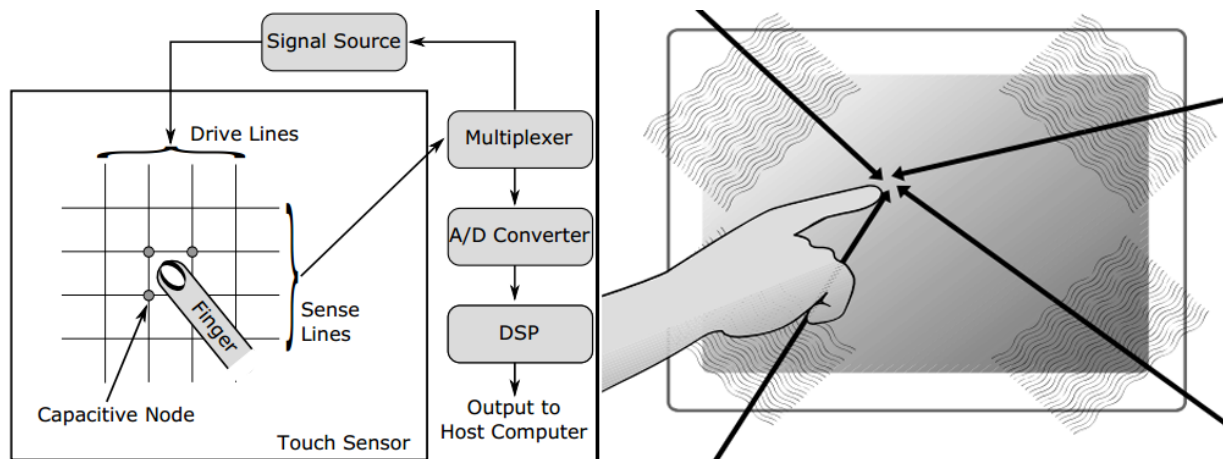 Signal Source
Drive Lines
Multiplexer
A/D Converter
Sense
Lines
Finger
DSP
Capacitive Node
Output to
Host Computer
Touch Sensor